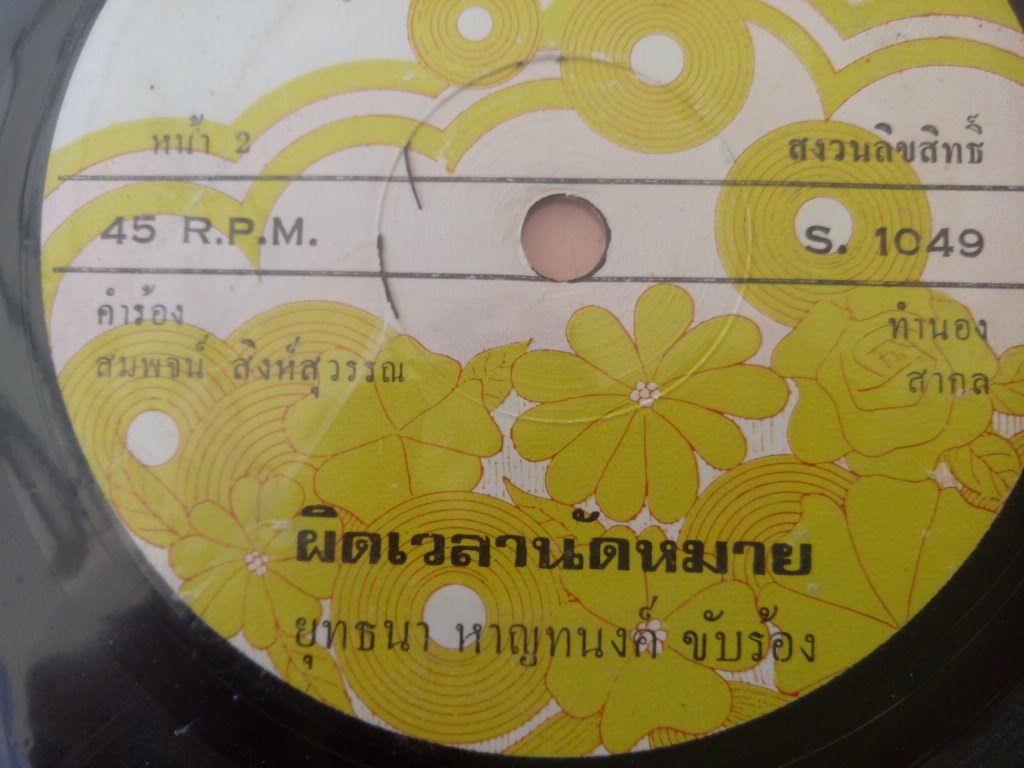 หน้า 2
สงวนลิขสิทธิ์
45 R.P.M.
S. 1049
คำร้อง
สมพจน์ สิงห์สุวรรณ
ทำนอง
สากล
ผิดเวลานัดหมาย
ยุทธนา หาญทนงค์ ขับร้อง